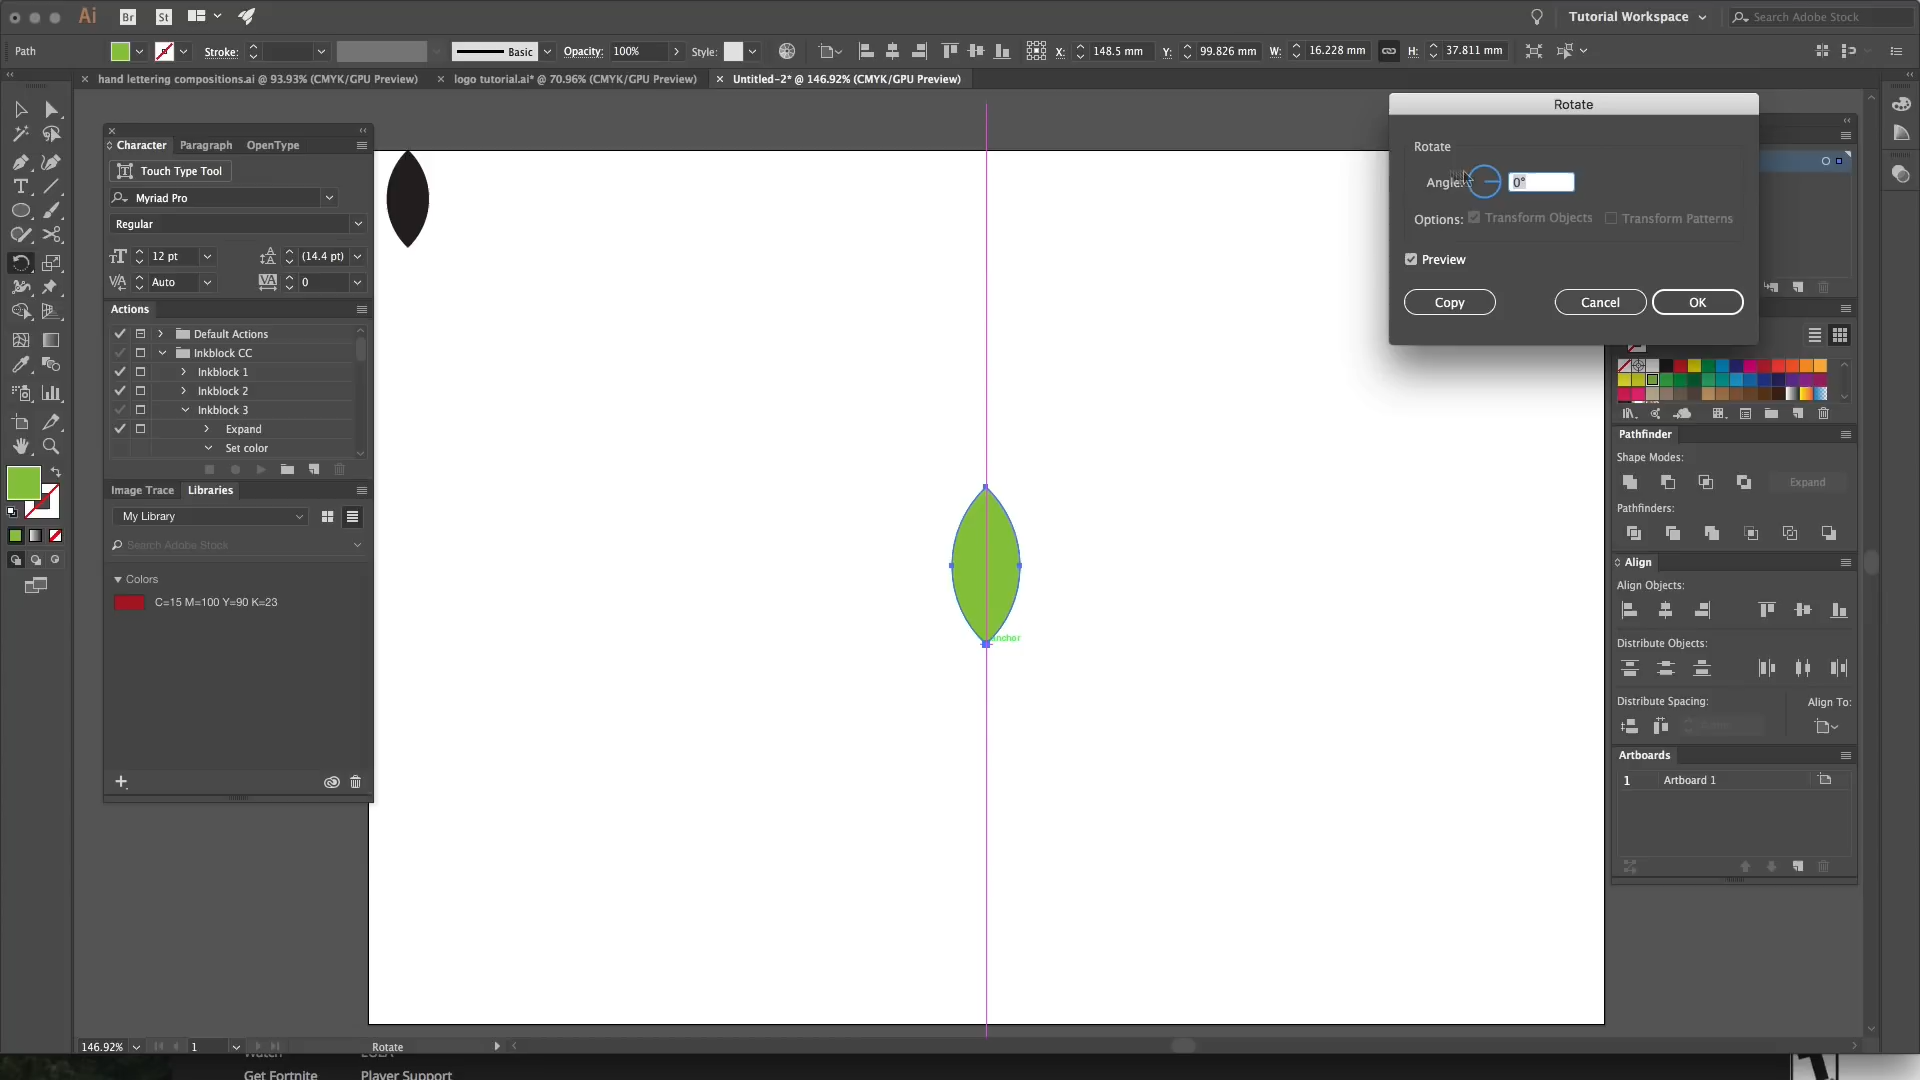 Ai Br St Tutorial Workspace Search Adobe Stock
Path Stroke: Basic Opacity: 100% Style: X: 148.5 mm Y: 99.826 mm W: 16.228 mm H: 37.811 mm
hand lettering compositions.ai @ 93.93% (CMYK/GPU Preview) logo tutorial.ai* @ 70.96% (CMYK/GPU Preview) Untitled-2* @ 146.92% (CMYK/GPU Preview)
Character Paragraph OpenType
Touch Type Tool
Myriad Pro
Regular
12 pt (14.4 pt)
Auto 0
Actions
Default Actions
Inkblock CC
Inkblock 1
Inkblock 2
Inkblock 3
Expand
Set color
Image Trace Libraries
My Library
Search Adobe Stock
Colors
C=15 M=100 Y=90 K=23
anchor
Rotate
Rotate
Angle: 0°
Options: Transform Objects Transform Patterns
Preview
Copy Cancel OK
Pathfinder
Shape Modes:
Expand
Pathfinders:
Align
Align Objects:
Distribute Objects:
Distribute Spacing: Align To:
Artboards
1 Artboard 1
146.92% 1 Rotate
Get Fortnite Player Support